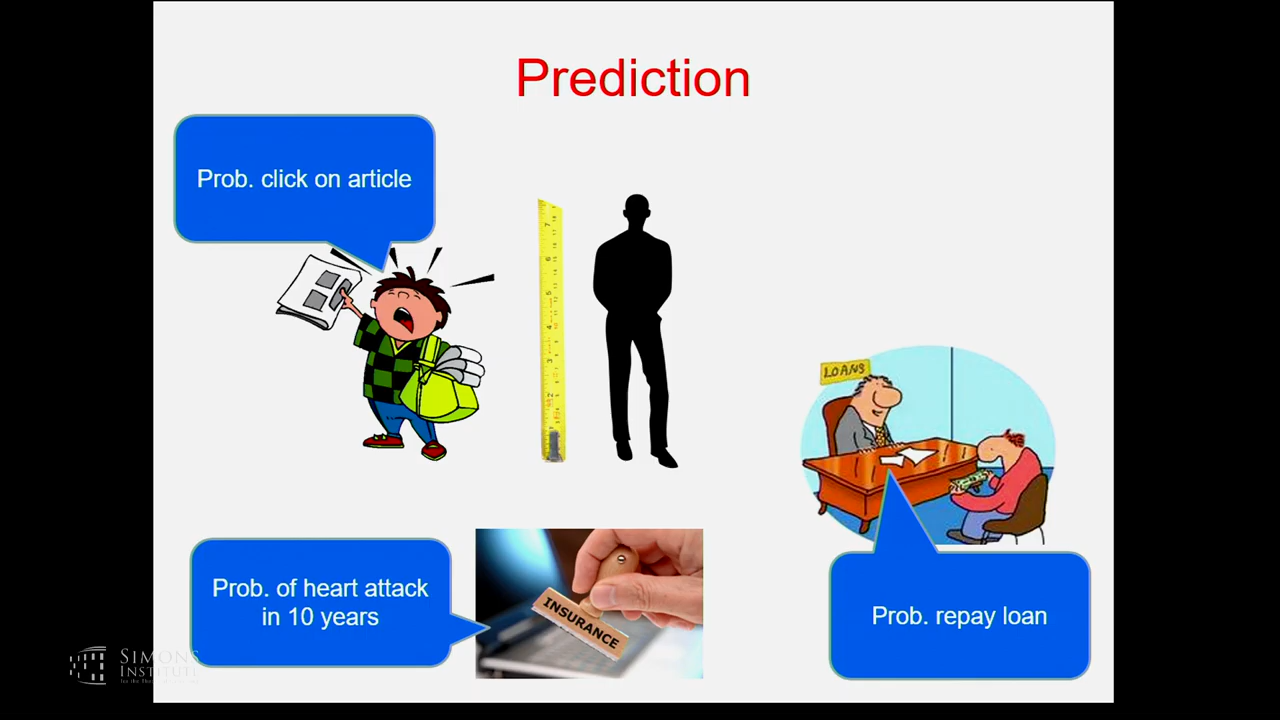 Prediction
Prob. click on article
LOANS
Prob. of heart attack
in 10 years
INSURANCE
Prob. repay loan
SIMONS
INSTITUTE